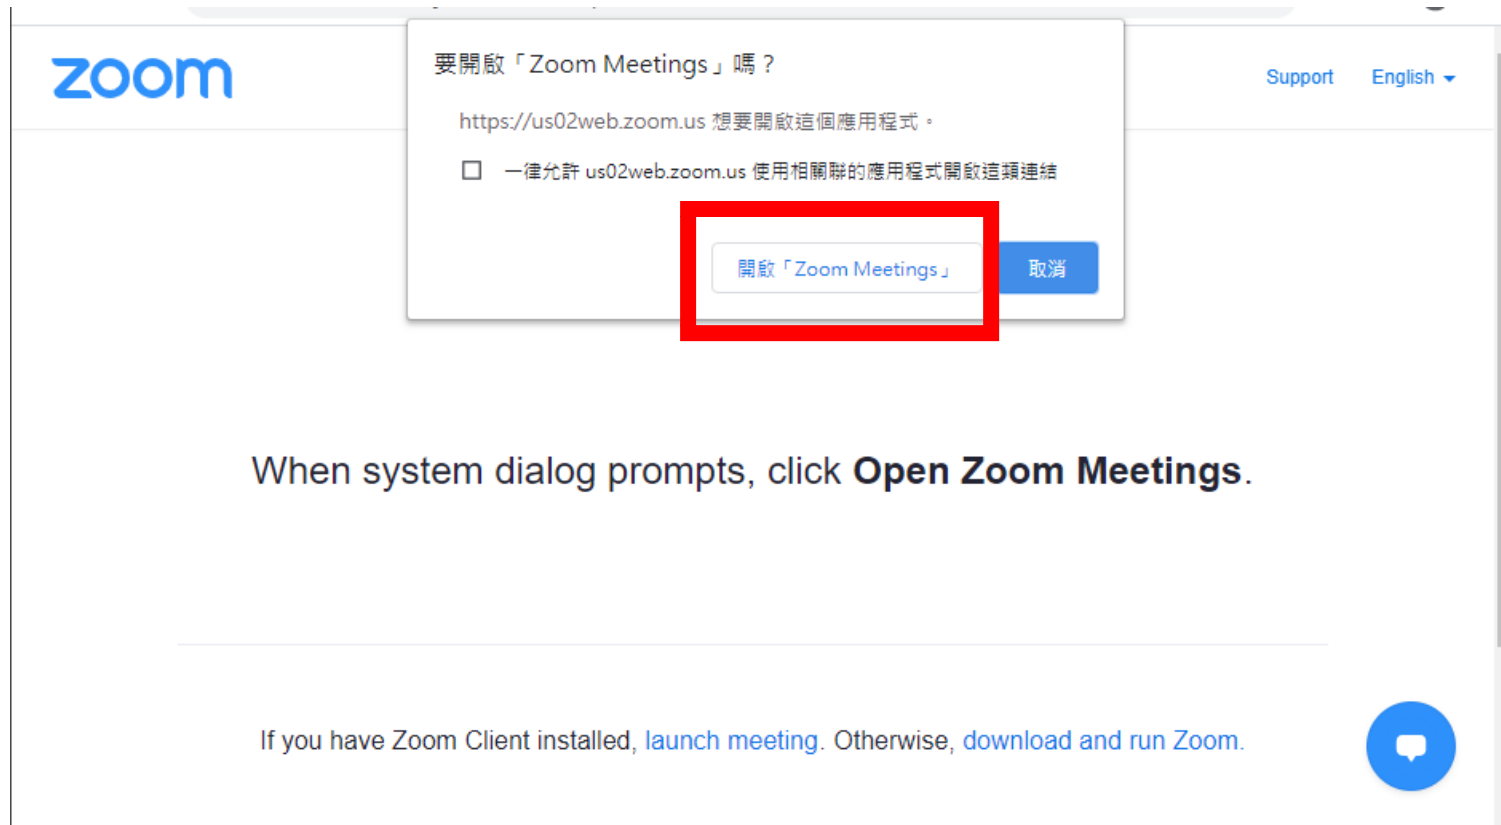 zoom
Support
English
要開啟「Zoom Meetings」嗎？
https://us02web.zoom.us 想要開啟這個應用程式。
一律允許 us02web.zoom.us 使用相關聯的應用程式開啟這類連結
開啟「Zoom Meetings」
取消
When system dialog prompts, click Open Zoom Meetings.
If you have Zoom Client installed, launch meeting. Otherwise, download and run Zoom.